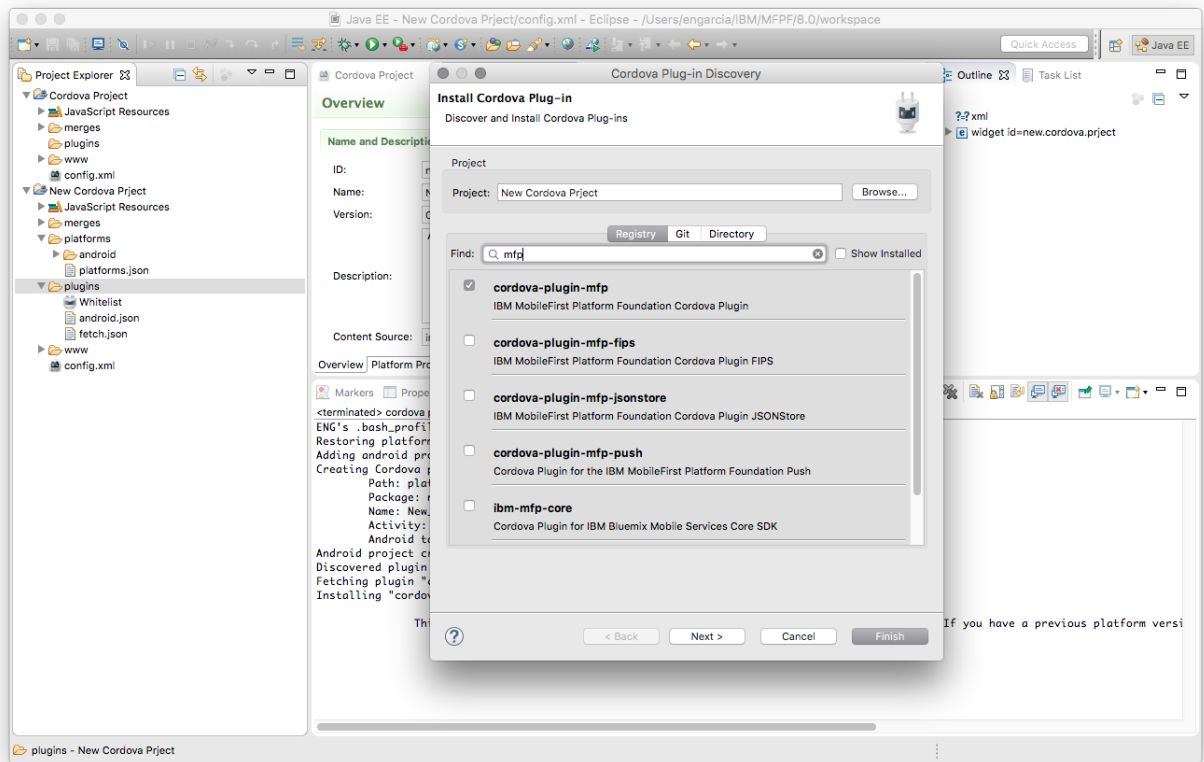 Java EE - New Cordova Prject/config.xml - Eclipse - /Users/engarcia/IBM/MFPF/8.0/workspace
Quick Access
Java EE
Project Explorer
Cordova Project
JavaScript Resources
merges
plugins
www
config.xml
New Cordova Prject
JavaScript Resources
merges
platforms
android
platforms.json
plugins
Whitelist
android.json
fetch.json
www
config.xml
Cordova Project
Overview
Name and Descripti
ID:
Name:
Version:
Description:
Content Source:
Overview
Platform Pro
Cordova Plug-in Discovery
Install Cordova Plug-in
Discover and Install Cordova Plug-ins
Project
Project: New Cordova Prject Browse...
Registry Git Directory
Find: mfp Show Installed
cordova-plugin-mfp
IBM MobileFirst Platform Foundation Cordova Plugin
cordova-plugin-mfp-fips
IBM MobileFirst Platform Foundation Cordova Plugin FIPS
cordova-plugin-mfp-jsonstore
IBM MobileFirst Platform Foundation Cordova Plugin JSONStore
cordova-plugin-mfp-push
Cordova Plugin for the IBM MobileFirst Platform Foundation Push
ibm-mfp-core
Cordova Plugin for IBM Bluemix Mobile Services Core SDK
? < Back Next > Cancel Finish
Outline Task List
?=? xml
e widget id=new.cordova.prject
Markers Prope
<terminated> cordova p
ENG's .bash_profil
Restoring platform
Adding android pro
Creating Cordova p
Path: plat
Package: n
Name: New_
Activity:
Android ta
Android project cr
Discovered plugin
Fetching plugin "c
Installing "cordov
Thi
If you have a previous platform versi
plugins - New Cordova Prject